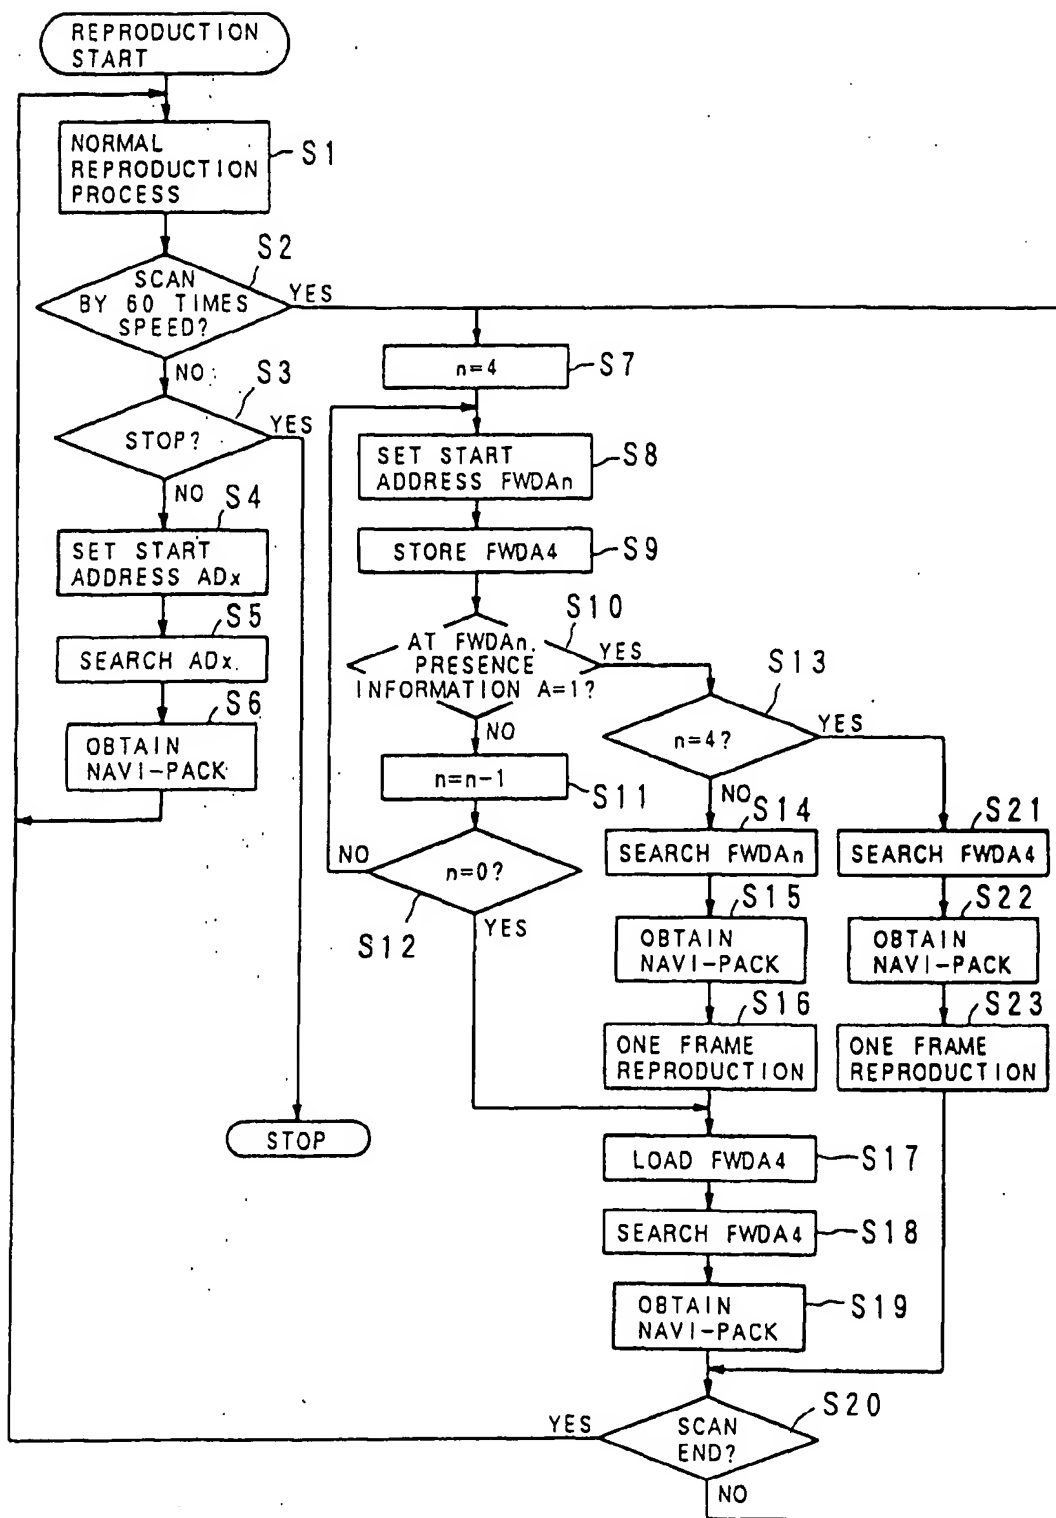 REPRODUCTION
START
NORMAL
REPRODUCTION
PROCESS
S1
SCAN
BY 60 TIMES
SPEED?
S2
YES
NO
STOP?
S3
YES
NO
SET START
ADDRESS ADx
S4
SEARCH ADx.
S5
OBTAIN
NAVI-PACK
S6
STOP
n=4
S7
SET START
ADDRESS FWDAn
S8
STORE FWDA4
S9
AT FWDAn.
PRESENCE
INFORMATION A=1?
S10
YES
NO
n=n-1
S11
n=0?
S12
NO
YES
n=4?
S13
YES
NO
SEARCH FWDAn
S14
OBTAIN
NAVI-PACK
S15
ONE FRAME
REPRODUCTION
S16
LOAD FWDA4
S17
SEARCH FWDA4
S18
OBTAIN
NAVI-PACK
S19
SCAN
END?
S20
YES
NO
SEARCH FWDA4
S21
OBTAIN
NAVI-PACK
S22
ONE FRAME
REPRODUCTION
S23